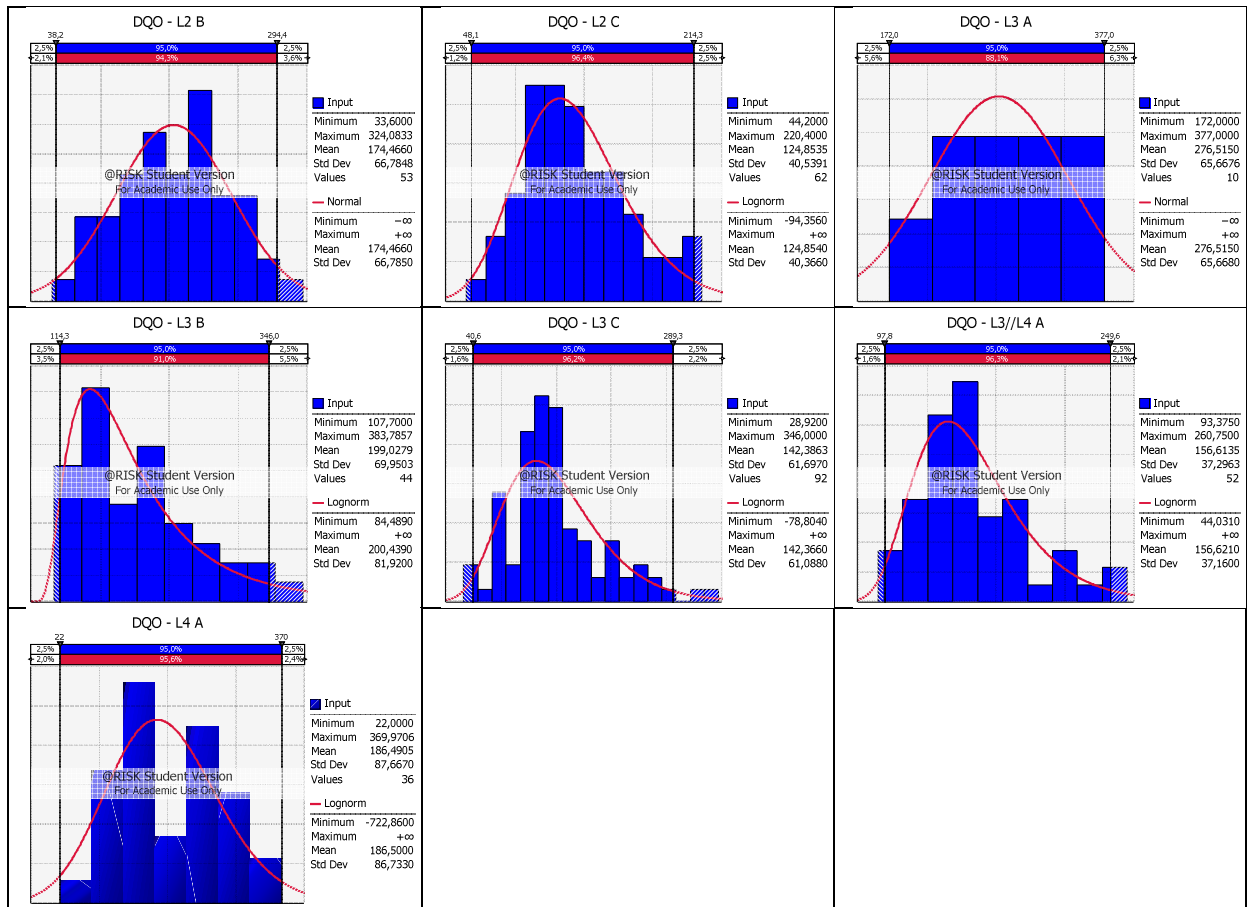 DQO - L2 B
38,2
294,4
2,5%
95,0%
2,5%
2,1%
94,3%
3,6%
@RISK Student Version
For Academic Use Only
Input
Minimum 33,6000
Maximum 324,0833
Mean 174,4660
Std Dev 66,7848
Values 53
Normal
Minimum −∞
Maximum +∞
Mean 174,4660
Std Dev 66,7850
DQO - L2 C
48,1
214,3
2,5%
95,0%
2,5%
1,2%
96,4%
2,5%
@RISK Student Version
For Academic Use Only
Input
Minimum 44,2000
Maximum 220,4000
Mean 124,8535
Std Dev 40,5391
Values 62
Lognorm
Minimum -94,3560
Maximum +∞
Mean 124,8540
Std Dev 40,3660
DQO - L3 A
172,0
377,0
2,5%
95,0%
2,5%
5,6%
88,1%
6,3%
@RISK Student Version
For Academic Use Only
Input
Minimum 172,0000
Maximum 377,0000
Mean 276,5150
Std Dev 65,6676
Values 10
Normal
Minimum −∞
Maximum +∞
Mean 276,5150
Std Dev 65,6680
DQO - L3 B
114,3
346,0
2,5%
95,0%
2,5%
3,5%
91,0%
5,5%
@RISK Student Version
For Academic Use Only
Input
Minimum 107,7000
Maximum 383,7857
Mean 199,0279
Std Dev 69,9503
Values 44
Lognorm
Minimum 84,4890
Maximum +∞
Mean 200,4390
Std Dev 81,9200
DQO - L3 C
40,6
289,3
2,5%
95,0%
2,5%
1,6%
96,2%
2,2%
@RISK Student Version
For Academic Use Only
Input
Minimum 28,9200
Maximum 346,0000
Mean 142,3863
Std Dev 61,6970
Values 92
Lognorm
Minimum -78,8040
Maximum +∞
Mean 142,3660
Std Dev 61,0880
DQO - L3//L4 A
97,8
249,6
2,5%
95,0%
2,5%
1,6%
96,3%
2,1%
@RISK Student Version
For Academic Use Only
Input
Minimum 93,3750
Maximum 260,7500
Mean 156,6135
Std Dev 37,2963
Values 52
Lognorm
Minimum 44,0310
Maximum +∞
Mean 156,6210
Std Dev 37,1600
DQO - L4 A
22
370
2,5%
95,0%
2,5%
2,0%
95,6%
2,4%
@RISK Student Version
For Academic Use Only
Input
Minimum 22,0000
Maximum 369,9706
Mean 186,4905
Std Dev 87,6670
Values 36
Lognorm
Minimum -722,8600
Maximum +∞
Mean 186,5000
Std Dev 86,7330